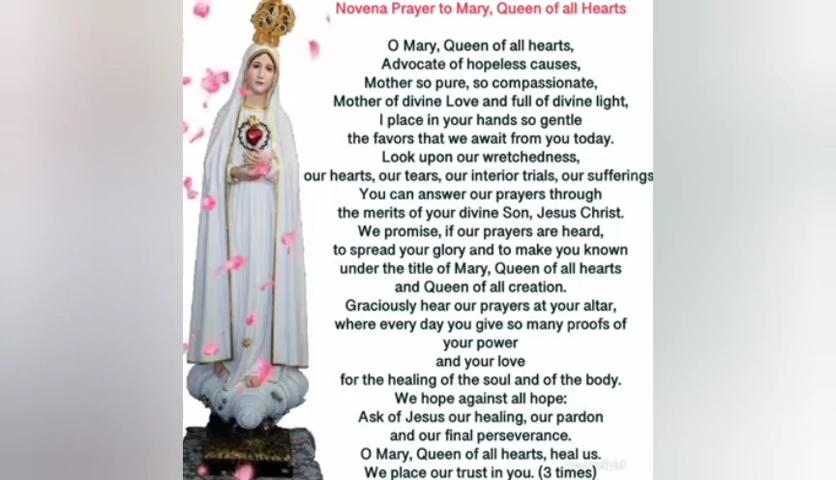 Novena Prayer to Mary, Queen of all Hearts
O Mary, Queen of all hearts,
Advocate of hopeless causes,
Mother so pure, so compassionate,
Mother of divine Love and full of divine light,
I place in your hands so gentle
the favors that we await from you today.
Look upon our wretchedness,
our hearts, our tears, our interior trials, our sufferings
You can answer our prayers through
the merits of your divine Son, Jesus Christ.
We promise, if our prayers are heard,
to spread your glory and to make you known
under the title of Mary, Queen of all hearts
and Queen of all creation.
Graciously hear our prayers at your altar,
where every day you give so many proofs of
your power
and your love
for the healing of the soul and of the body.
We hope against all hope:
Ask of Jesus our healing, our pardon
and our final perseverance.
O Mary, Queen of all hearts, heal us.
We place our trust in you. (3 times)